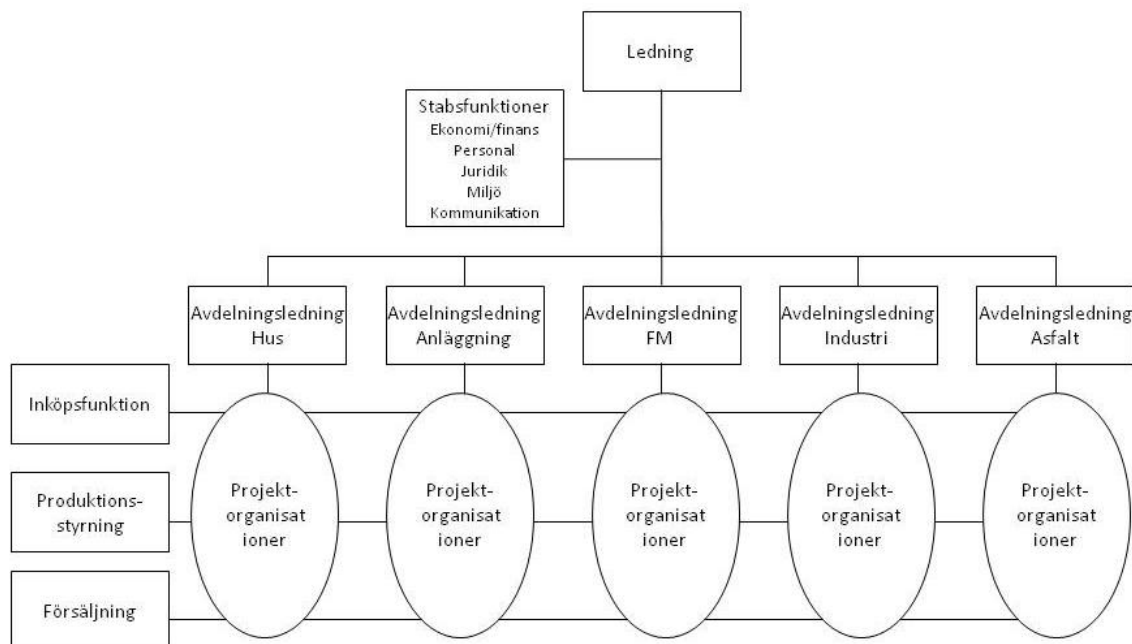 Ledning
Stabsfunktioner
Ekonomi/finans
Personal
Juridik
Miljö
Kommunikation
Avdelningsledning
Hus
Avdelningsledning
Anläggning
Avdelningsledning
FM
Avdelningsledning
Industri
Avdelningsledning
Asfalt
Inköpsfunktion
Produktions-
styrning
Försäljning
Projekt-
organisat
ioner
Projekt-
organisat
ioner
Projekt-
organisat
ioner
Projekt-
organisat
ioner
Projekt-
organisat
ioner